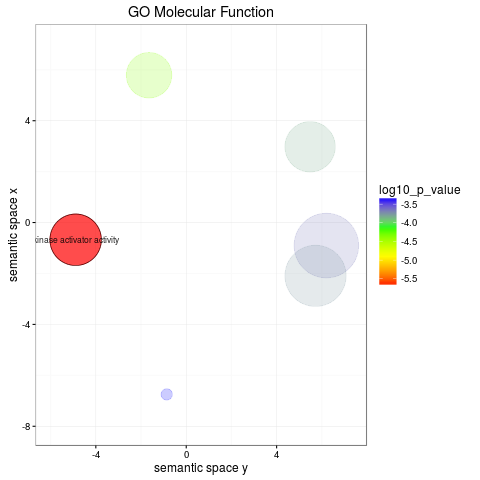 GO Molecular Function
semantic space x
4
0
-4
-8
inase activator activity
-4
0
4
semantic space y
log10_p_value
-3.5
-4.0
-4.5
-5.0
-5.5